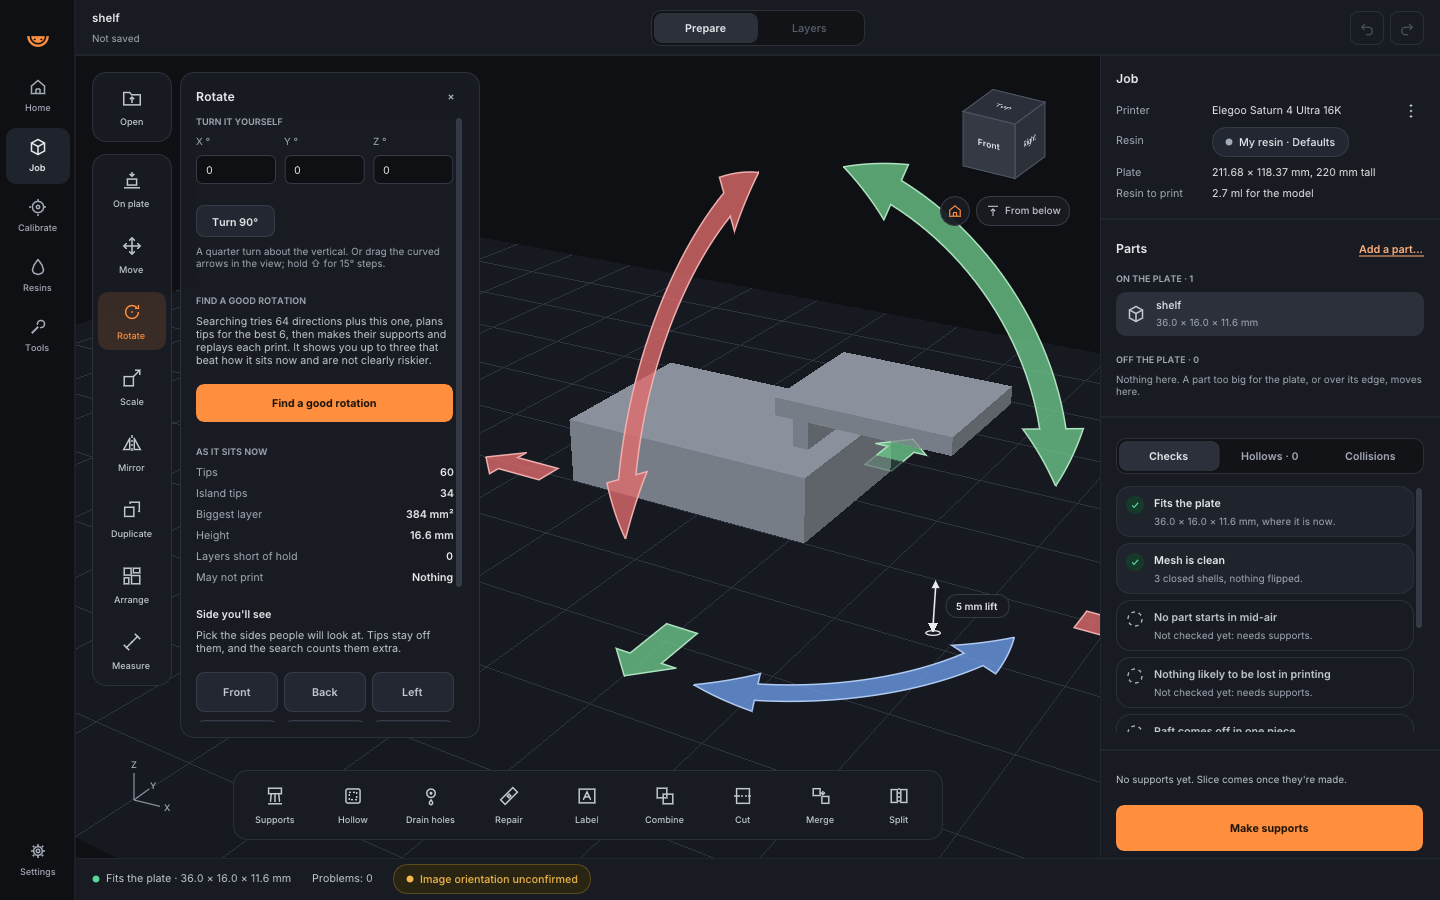 shelf
Not saved
Prepare
Layers
Home
Job
Calibrate
Resins
Tools
Settings
Open
On plate
Move
Rotate
Scale
Mirror
Duplicate
Arrange
Measure
Rotate
×
TURN IT YOURSELF
X °
Y °
Z °
0
0
0
Turn 90°
A quarter turn about the vertical. Or drag the curved
arrows in the view; hold ⇧ for 15° steps.
FIND A GOOD ROTATION
Searching tries 64 directions plus this one, plans
tips for the best 6, then makes their supports and
replays each print. It shows you up to three that
beat how it sits now and are not clearly riskier.
Find a good rotation
AS IT SITS NOW
Tips 60
Island tips 34
Biggest layer 384 mm²
Height 16.6 mm
Layers short of hold 0
May not print Nothing
Side you'll see
Pick the sides people will look at. Tips stay off
them, and the search counts them extra.
Front
Back
Left
Top
Front
Right
From below
5 mm lift
Z
Y
X
Supports
Hollow
Drain holes
Repair
Label
Combine
Cut
Merge
Split
Job
Printer Elegoo Saturn 4 Ultra 16K
Resin My resin · Defaults
Plate 211.68 × 118.37 mm, 220 mm tall
Resin to print 2.7 ml for the model
Parts
Add a part...
ON THE PLATE · 1
shelf
36.0 × 16.0 × 11.6 mm
OFF THE PLATE · 0
Nothing here. A part too big for the plate, or over its edge, moves
here.
Checks
Hollows · 0
Collisions
Fits the plate
36.0 × 16.0 × 11.6 mm, where it is now.
Mesh is clean
3 closed shells, nothing flipped.
No part starts in mid-air
Not checked yet: needs supports.
Nothing likely to be lost in printing
Not checked yet: needs supports.
Raft comes off in one piece
No supports yet. Slice comes once they're made.
Make supports
Fits the plate · 36.0 × 16.0 × 11.6 mm
Problems: 0
Image orientation unconfirmed